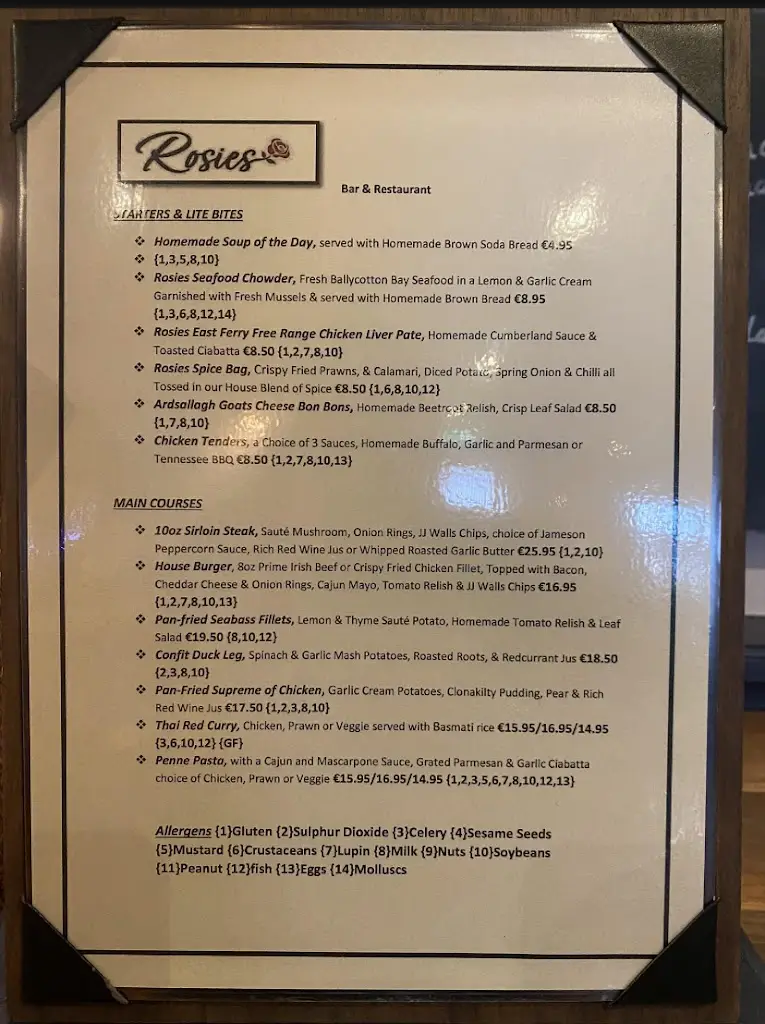 Rosies
Bar & Restaurant
STARTERS & LITE BITES
❖ Homemade Soup of the Day, served with Homemade Brown Soda Bread €4.95
❖ {1,3,5,8,10}
❖ Rosies Seafood Chowder, Fresh Ballycotton Bay Seafood in a Lemon & Garlic Cream
Garnished with Fresh Mussels & served with Homemade Brown Bread €8.95
{1,3,6,8,12,14}
❖ Rosies East Ferry Free Range Chicken Liver Pate, Homemade Cumberland Sauce &
Toasted Ciabatta €8.50 {1,2,7,8,10}
❖ Rosies Spice Bag, Crispy Fried Prawns, & Calamari, Diced Potato, Spring Onion & Chilli all
Tossed in our House Blend of Spice €8.50 {1,6,8,10,12}
❖ Ardsallagh Goats Cheese Bon Bons, Homemade Beetroot Relish, Crisp Leaf Salad €8.50
{1,7,8,10}
❖ Chicken Tenders, a Choice of 3 Sauces, Homemade Buffalo, Garlic and Parmesan or
Tennessee BBQ €8.50 {1,2,7,8,10,13}
MAIN COURSES
❖ 10oz Sirloin Steak, Sauté Mushroom, Onion Rings, JJ Walls Chips, choice of Jameson
Peppercorn Sauce, Rich Red Wine Jus or Whipped Roasted Garlic Butter €25.95 {1,2,10}
❖ House Burger, 8oz Prime Irish Beef or Crispy Fried Chicken Fillet, Topped with Bacon,
Cheddar Cheese & Onion Rings, Cajun Mayo, Tomato Relish & JJ Walls Chips €16.95
{1,2,7,8,10,13}
❖ Pan-fried Seabass Fillets, Lemon & Thyme Sauté Potato, Homemade Tomato Relish & Leaf
Salad €19.50 {8,10,12}
❖ Confit Duck Leg, Spinach & Garlic Mash Potatoes, Roasted Roots, & Redcurrant Jus €18.50
{2,3,8,10}
❖ Pan-Fried Supreme of Chicken, Garlic Cream Potatoes, Clonakilty Pudding, Pear & Rich
Red Wine Jus €17.50 {1,2,3,8,10}
❖ Thai Red Curry, Chicken, Prawn or Veggie served with Basmati rice €15.95/16.95/14.95
{3,6,10,12} {GF}
❖ Penne Pasta, with a Cajun and Mascarpone Sauce, Grated Parmesan & Garlic Ciabatta
choice of Chicken, Prawn or Veggie €15.95/16.95/14.95 {1,2,3,5,6,7,8,10,12,13}
Allergens {1}Gluten {2}Sulphur Dioxide {3}Celery {4}Sesame Seeds
{5}Mustard {6}Crustaceans {7}Lupin {8}Milk {9}Nuts {10}Soybeans
{11}Peanut {12}fish {13}Eggs {14}Molluscs